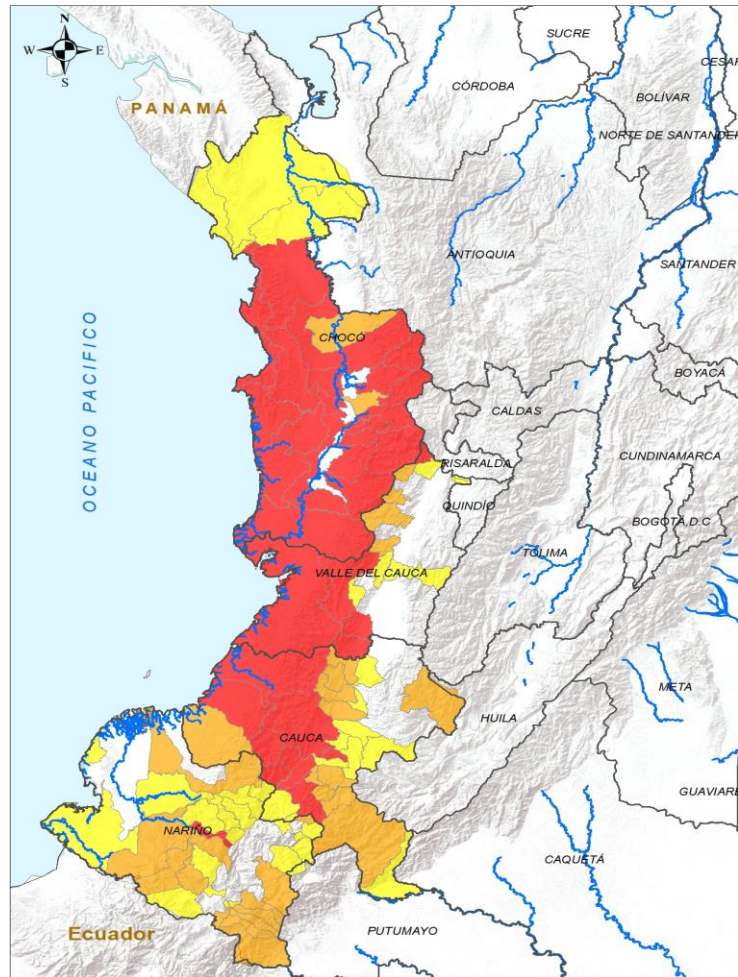 N
W E
S
SUCRE
CESAR
CÓRDOBA
BOLÍVAR
PANAMÁ
NORTE DE SANTANDER
ANTIOQUIA
SANTANDER
CHOCÓ
OCEANO PACIFICO
BOYACÁ
CALDAS
CUNDINAMARCA
RISARALDA
QUINDÍO
BOGOTÁ, D.C
TOLIMA
VALLE DEL CAUCA
META
HUILA
CAUCA
GUAVIARE
NARIÑO
CAQUETÁ
Ecuador
PUTUMAYO